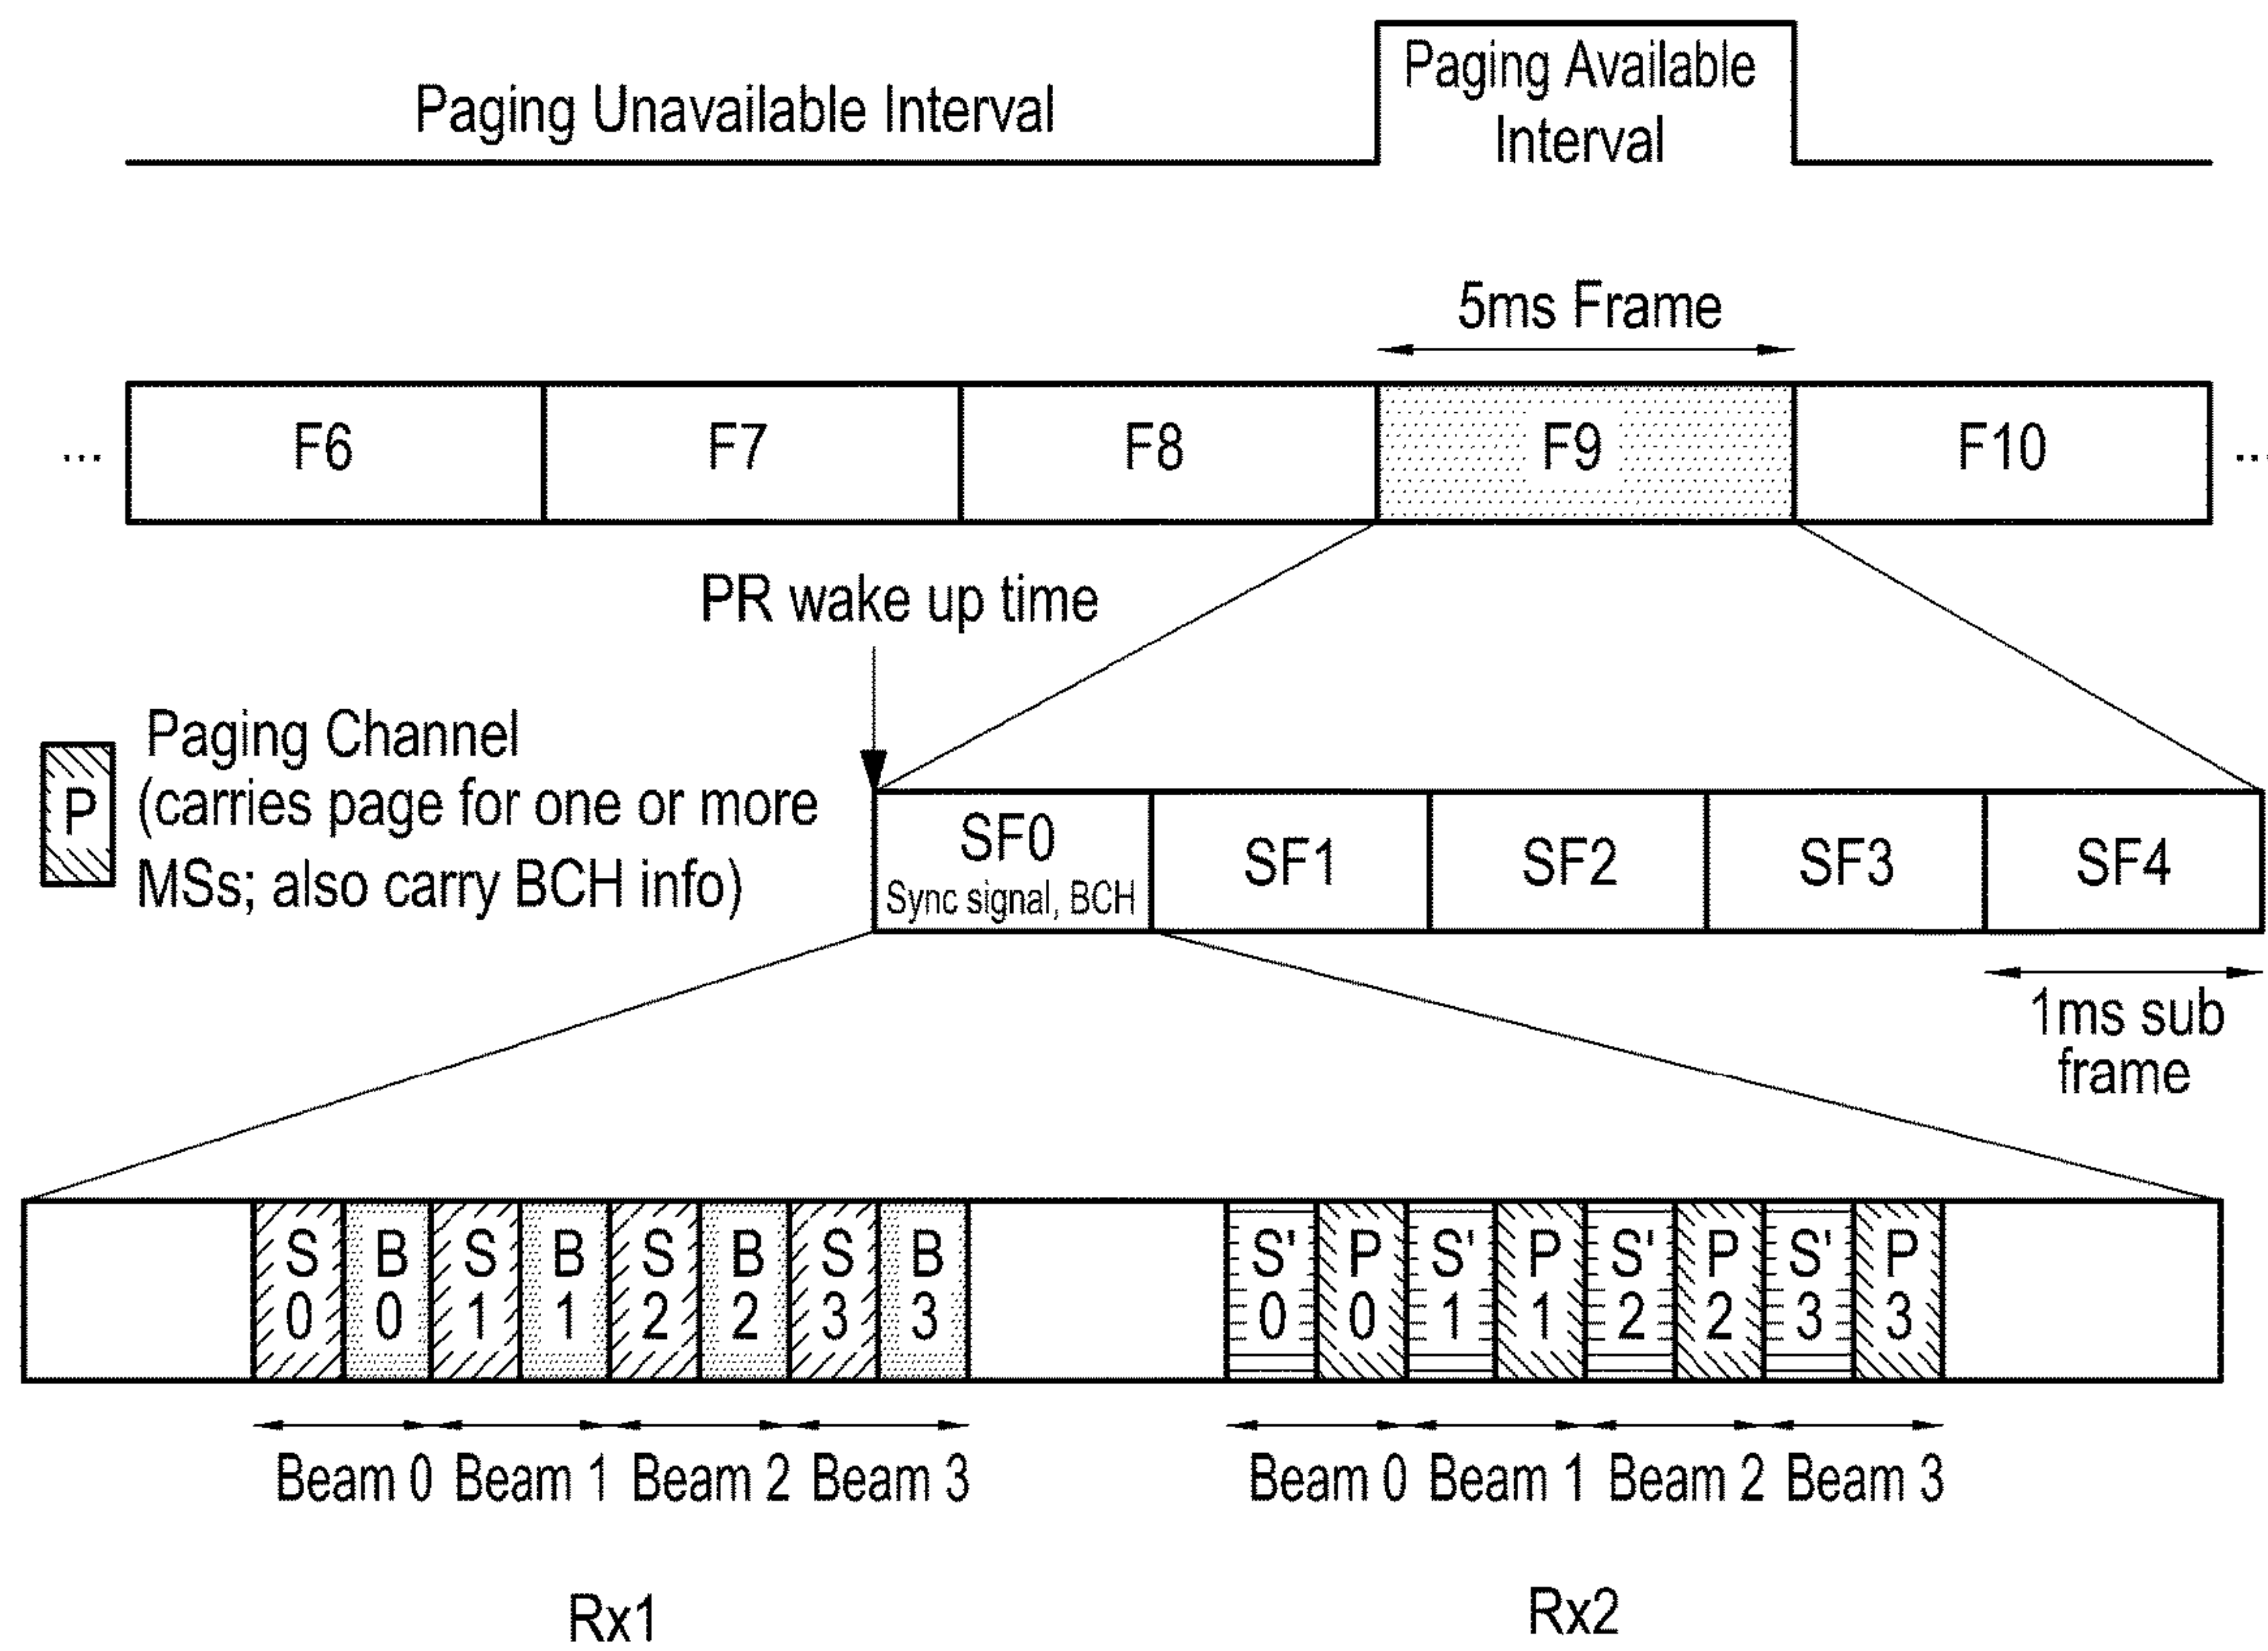 Paging Unavailable Interval
Paging Available
Interval
5ms Frame
... F6 F7 F8 F9 F10 ...
PR wake up time
P
Paging Channel
(carries page for one or more
MSs; also carry BCH info)
SF0 SF1 SF2 SF3 SF4
Sync signal, BCH
1ms sub
frame
S B S B S B S B S' P S' P S' P S' P
0 0 1 1 2 2 3 3 0 0 1 1 2 2 3 3
Beam 0 Beam 1 Beam 2 Beam 3 Beam 0 Beam 1 Beam 2 Beam 3
Rx1 Rx2